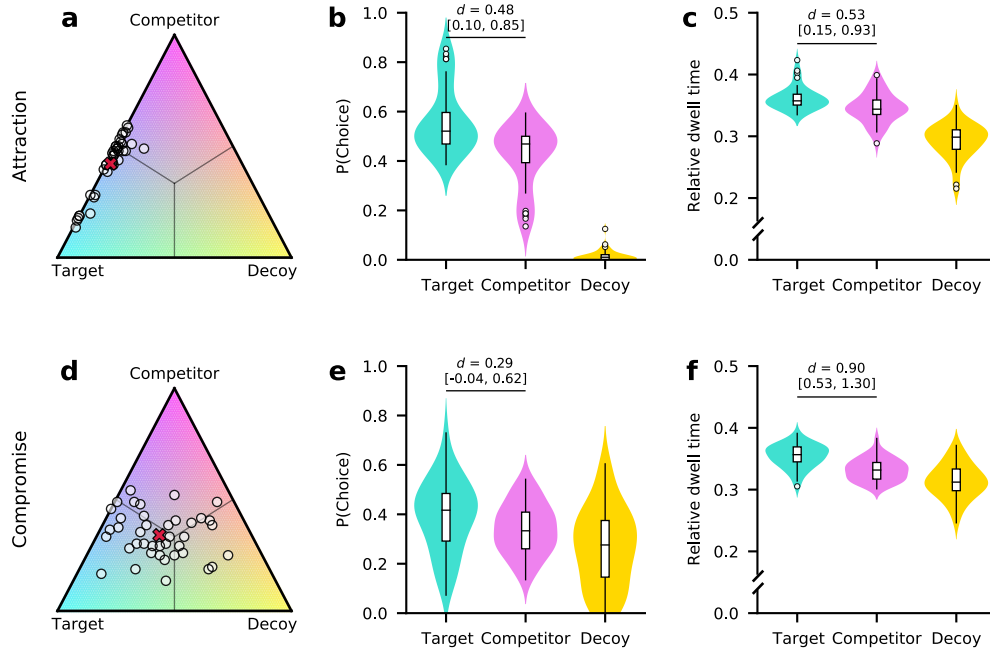 a
Competitor
Attraction
Target
Decoy
b
d = 0.48
[0.10, 0.85]
P(Choice)
1.0
0.8
0.6
0.4
0.2
0.0
Target
Competitor
Decoy
c
d = 0.53
[0.15, 0.93]
Relative dwell time
0.5
0.4
0.3
0.2
0.0
Target
Competitor
Decoy
d
Competitor
Compromise
Target
Decoy
e
d = 0.29
[-0.04, 0.62]
P(Choice)
1.0
0.8
0.6
0.4
0.2
0.0
Target
Competitor
Decoy
f
d = 0.90
[0.53, 1.30]
Relative dwell time
0.5
0.4
0.3
0.2
0.0
Target
Competitor
Decoy